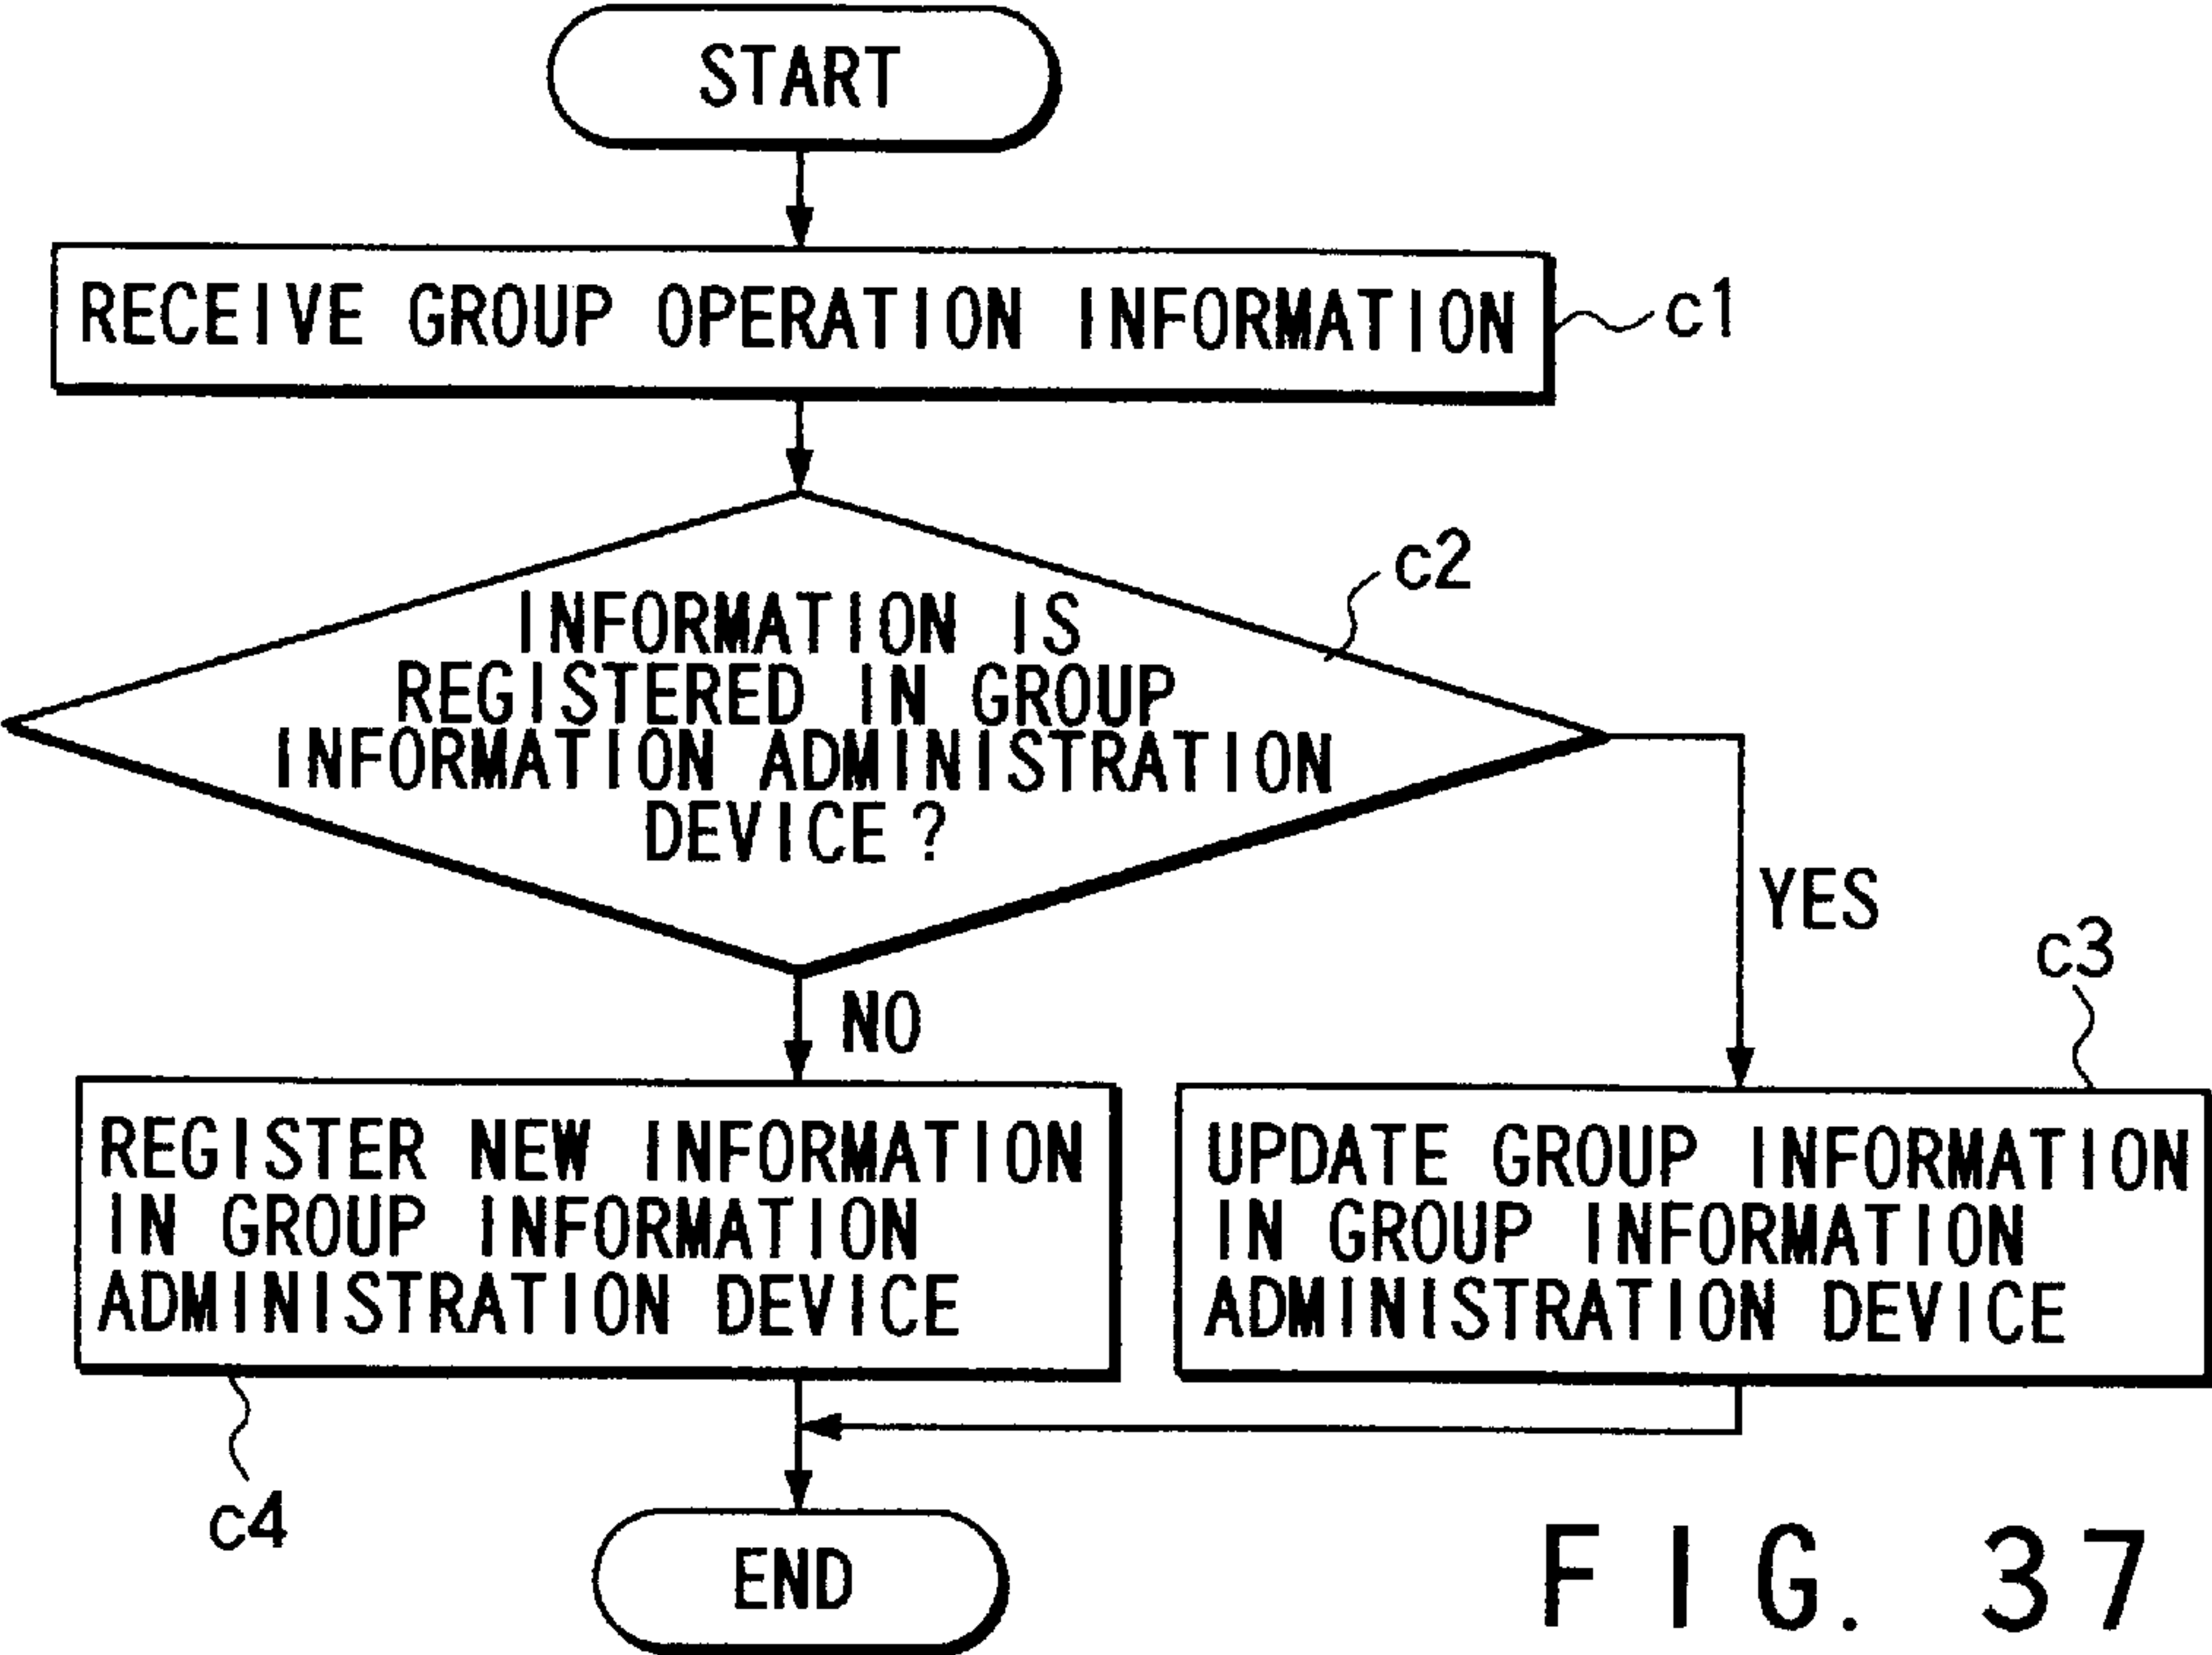 START
RECEIVE GROUP OPERATION INFORMATION
c1
c2
INFORMATION IS
REGISTERED IN GROUP
INFORMATION ADMINISTRATION
DEVICE?
YES
c3
NO
REGISTER NEW INFORMATION
IN GROUP INFORMATION
ADMINISTRATION DEVICE
UPDATE GROUP INFORMATION
IN GROUP INFORMATION
ADMINISTRATION DEVICE
c4
END
FIG. 37